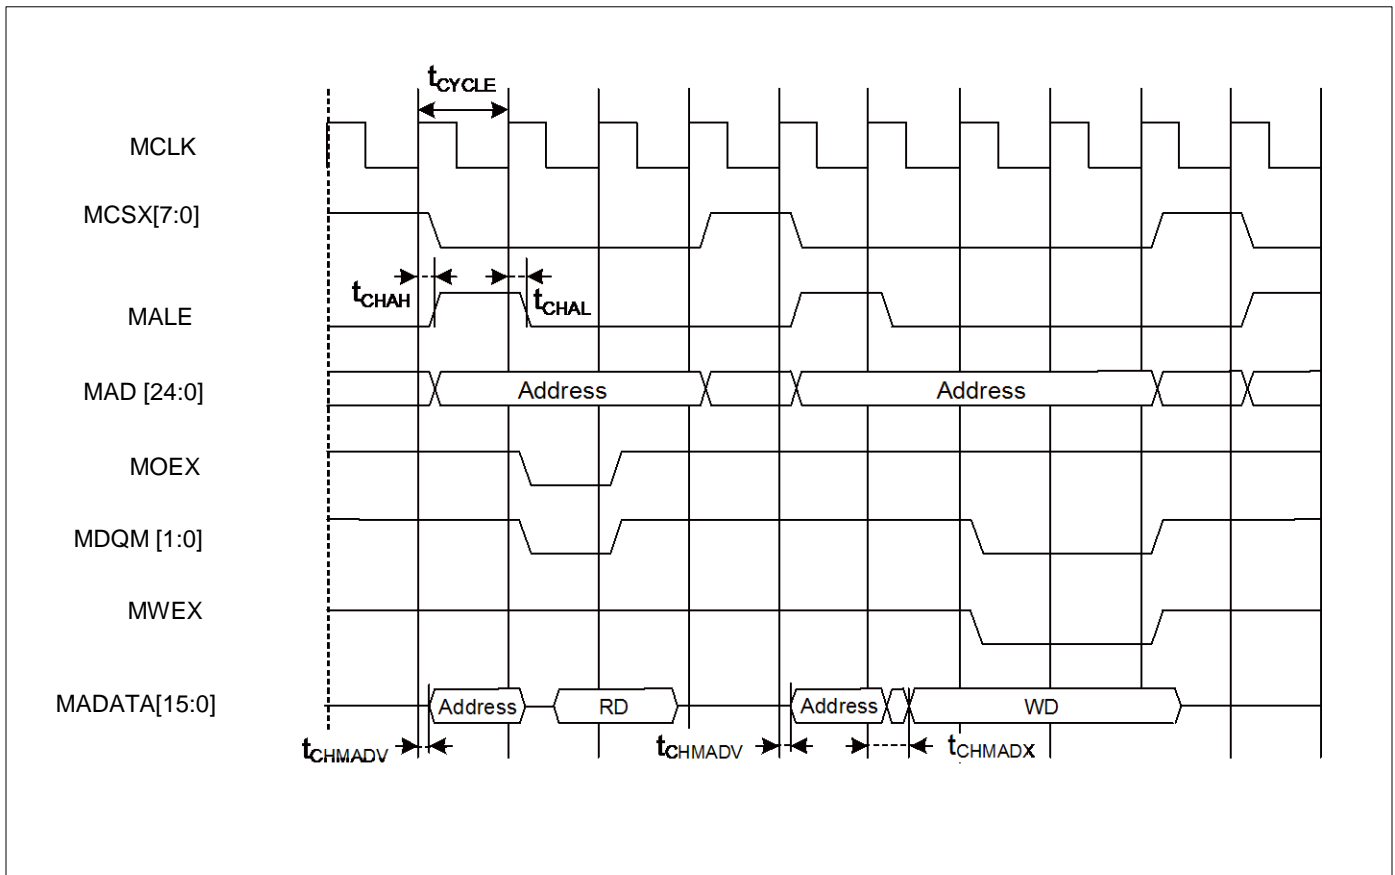 tCYCLE
MCLK
MCSX[7:0]
tCHAH
tCHAL
MALE
MAD [24:0]
Address
Address
MOEX
MDQM [1:0]
MWEX
MADATA[15:0]
Address
RD
Address
WD
tCHMADV
tCHMADV
tCHMADX